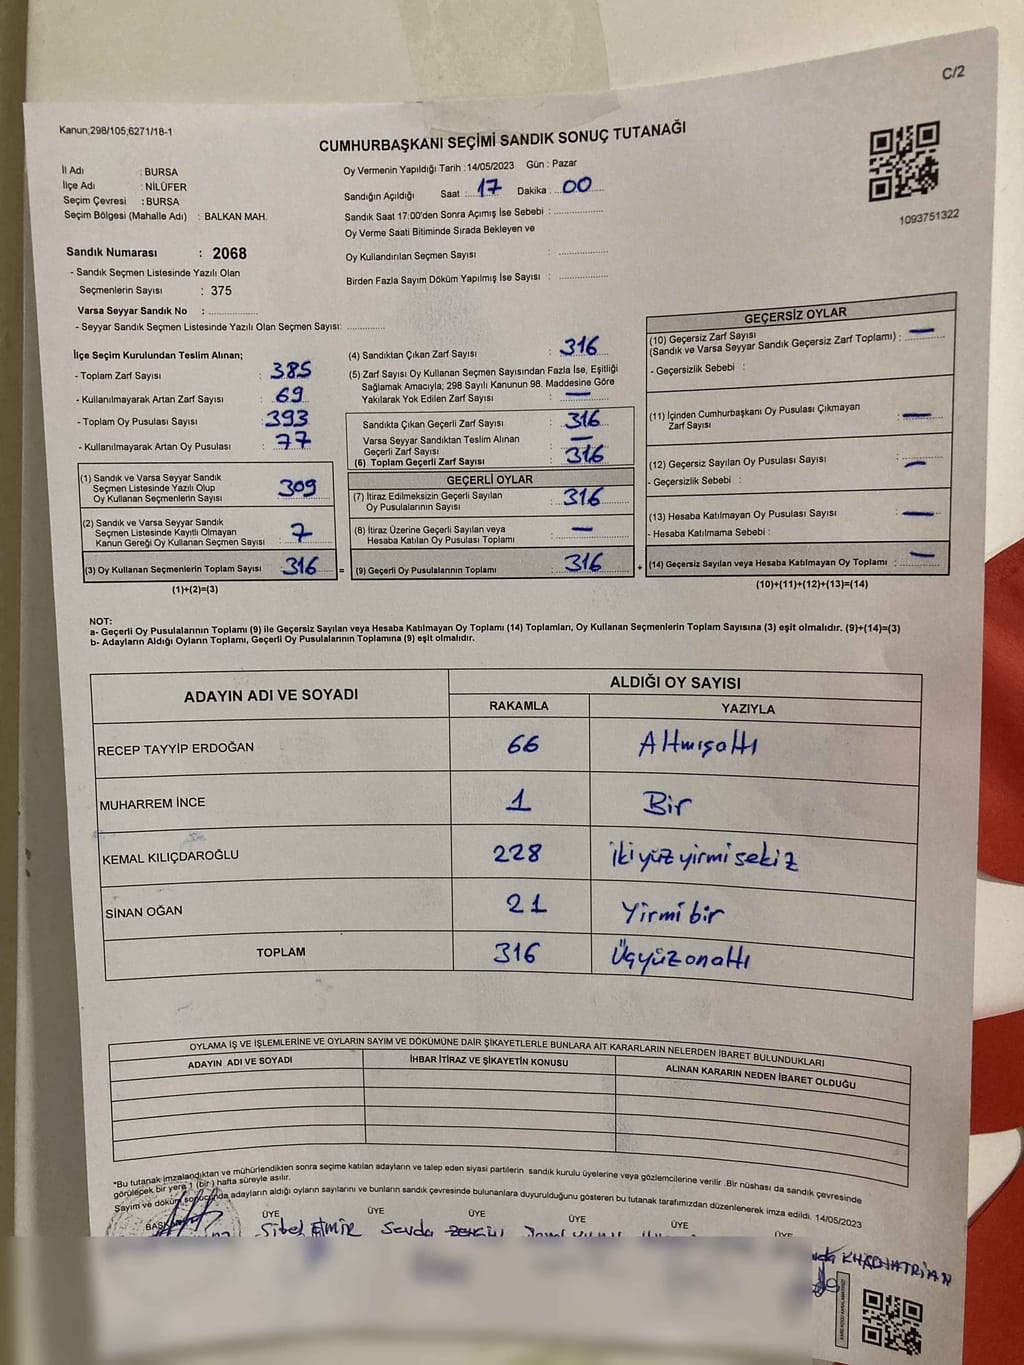 C/2
Kanun;298/105;6271/18-1
CUMHURBAŞKANI SEÇİMİ SANDIK SONUÇ TUTANAĞI
İl Adı : BURSA
İlçe Adı : NİLÜFER
Seçim Çevresi : BURSA
Seçim Bölgesi (Mahalle Adı) : BALKAN MAH.
Oy Vermenin Yapıldığı Tarih :14/05/2023 Gün : Pazar
Sandığın Açıldığı Saat : 17 Dakika : 00
Sandık Saat 17:00'den Sonra Açımış İse Sebebi :
Oy Verme Saati Bitiminde Sırada Bekleyen ve
Oy Kullandırılan Seçmen Sayısı :
Birden Fazla Sayım Döküm Yapılmış İse Sayısı :
1093751322
Sandık Numarası : 2068
- Sandık Seçmen Listesinde Yazılı Olan
Seçmenlerin Sayısı : 375
Varsa Seyyar Sandık No :
- Seyyar Sandık Seçmen Listesinde Yazılı Olan Seçmen Sayısı:
İlçe Seçim Kurulundan Teslim Alınan;
- Toplam Zarf Sayısı : 385
- Kullanılmayarak Artan Zarf Sayısı : 69
- Toplam Oy Pusulası Sayısı : 393
- Kullanılmayarak Artan Oy Pusulası : 77
(1) Sandık ve Varsa Seyyar Sandık
Seçmen Listesinde Yazılı Olup
Oy Kullanan Seçmenlerin Sayısı : 309
(2) Sandık ve Varsa Seyyar Sandık
Seçmen Listesinde Kayıtlı Olmayan
Kanun Gereği Oy Kullanan Seçmen Sayısı : 7
(3) Oy Kullanan Seçmenlerin Toplam Sayısı : 316 =
(1)+(2)=(3)
(4) Sandıktan Çıkan Zarf Sayısı : 316
(5) Zarf Sayısı Oy Kullanan Seçmen Sayısından Fazla İse, Eşitliği
Sağlamak Amacıyla; 298 Sayılı Kanunun 98. Maddesine Göre
Yakılarak Yok Edilen Zarf Sayısı : —
Sandıkta Çıkan Geçerli Zarf Sayısı : 316
Varsa Seyyar Sandıktan Teslim Alınan
Geçerli Zarf Sayısı : —
(6) Toplam Geçerli Zarf Sayısı : 316
GEÇERLİ OYLAR
(7) İtiraz Edilmeksizin Geçerli Sayılan
Oy Pusulalarının Sayısı : 316
(8) İtiraz Üzerine Geçerli Sayılan veya
Hesaba Katılan Oy Pusulası Toplamı : —
(9) Geçerli Oy Pusulalarının Toplamı : 316 +
GEÇERSİZ OYLAR
(10) Geçersiz Zarf Sayısı
(Sandık ve Varsa Seyyar Sandık Geçersiz Zarf Toplamı) : —
- Geçersizlik Sebebi :
(11) İçinden Cumhurbaşkanı Oy Pusulası Çıkmayan
Zarf Sayısı : —
(12) Geçersiz Sayılan Oy Pusulası Sayısı : —
- Geçersizlik Sebebi :
(13) Hesaba Katılmayan Oy Pusulası Sayısı : —
- Hesaba Katılmama Sebebi :
(14) Geçersiz Sayılan veya Hesaba Katılmayan Oy Toplamı : —
(10)+(11)+(12)+(13)=(14)
NOT:
a- Geçerli Oy Pusulalarının Toplamı (9) ile Geçersiz Sayılan veya Hesaba Katılmayan Oy Toplamı (14) Toplamları, Oy Kullanan Seçmenlerin Toplam Sayısına (3) eşit olmalıdır. (9)+(14)=(3)
b- Adayların Aldığı Oyların Toplamı, Geçerli Oy Pusulalarının Toplamına (9) eşit olmalıdır.
ADAYIN ADI VE SOYADI ALDIĞI OY SAYISI
RAKAMLA YAZIYLA
RECEP TAYYİP ERDOĞAN 66 Altmışaltı
MUHARREM İNCE 1 Bir
KEMAL KILIÇDAROĞLU 228 ikiyüzyirmisekiz
SİNAN OĞAN 21 Yirmibir
TOPLAM 316 Üçyüzonaltı
OYLAMA İŞ VE İŞLEMLERİNE VE OYLARIN SAYIM VE DÖKÜMÜNE DAİR ŞİKAYETLERLE BUNLARA AİT KARARLARIN NELERDEN İBARET BULUNDUKLARI
ADAYIN ADI VE SOYADI İHBAR İTİRAZ VE ŞİKAYETİN KONUSU ALINAN KARARIN NEDEN İBARET OLDUĞU
*Bu tutanak imzalandıktan ve mühürlendikten sonra seçime katılan adayların ve talep eden siyasi partilerin sandık kurulu üyelerine veya gözlemcilerine verilir .Bir nüshası da sandık çevresinde
görülecek bir yere 1 (bir) hafta süreyle asılır.
Sayım ve döküm sonucunda adayların aldığı oyların sayılarını ve bunların sandık çevresinde bulunanlara duyurulduğunu gösteren bu tutanak tarafımızdan düzenlenerek imza edildi. 14/05/2023
BAŞKAN ÜYE ÜYE ÜYE ÜYE ÜYE ÜYE
Sibel EMİR Sevda
KHACHATRIAN